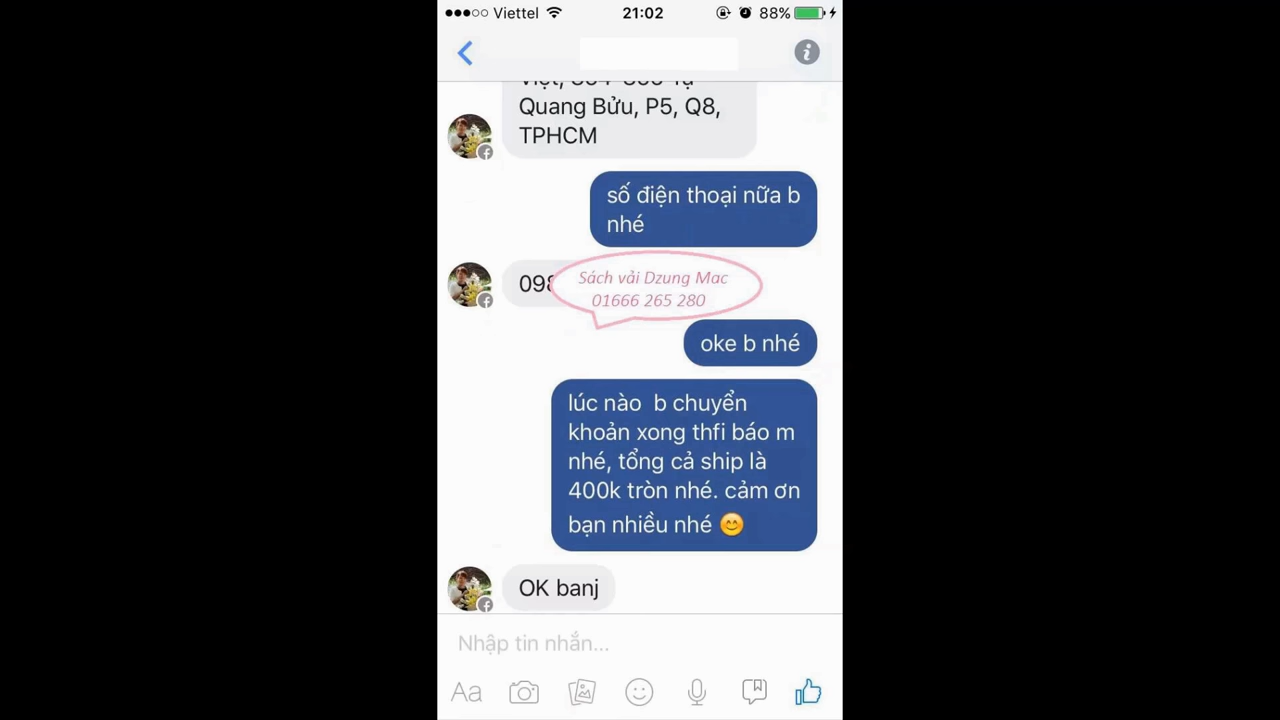 Viettel 21:02 88%
Quang Bửu, P5, Q8,
TPHCM
số điện thoại nữa b
nhé
098
Sách vải Dzung Mac
01666 265 280
oke b nhé
lúc nào b chuyển
khoản xong thfi báo m
nhé, tổng cả ship là
400k tròn nhé. cảm ơn
bạn nhiều nhé 😊
OK banj
Nhập tin nhắn...
Aa